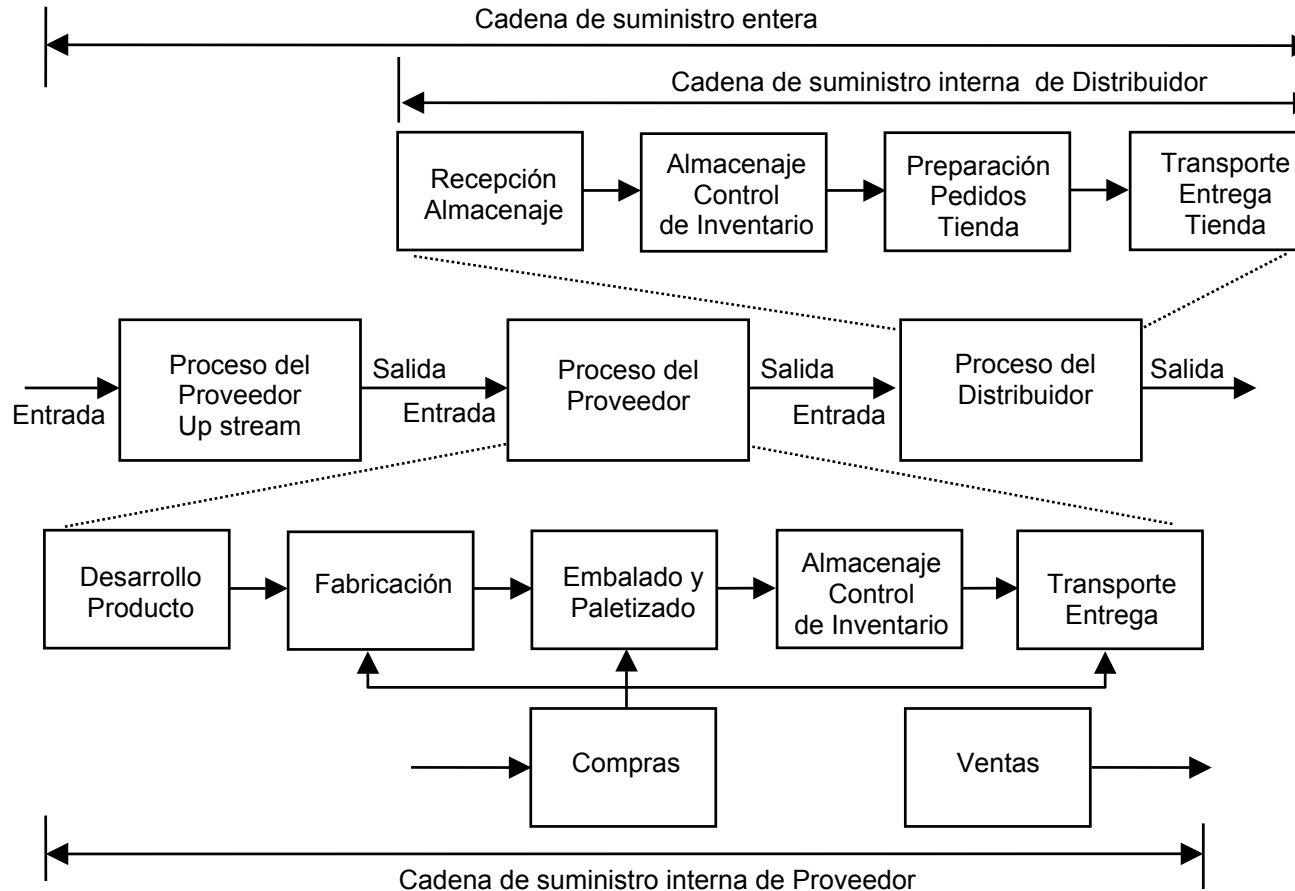 Cadena de suministro entera
Cadena de suministro interna de Distribuidor
Recepción
Almacenaje
Almacenaje
Control
de Inventario
Preparación
Pedidos
Tienda
Transporte
Entrega
Tienda
Entrada
Proceso del
Proveedor
Up stream
Salida
Entrada
Proceso del
Proveedor
Salida
Entrada
Proceso del
Distribuidor
Salida
Desarrollo
Producto
Fabricación
Embalado y
Paletizado
Almacenaje
Control
de Inventario
Transporte
Entrega
Compras
Ventas
Cadena de suministro interna de Proveedor